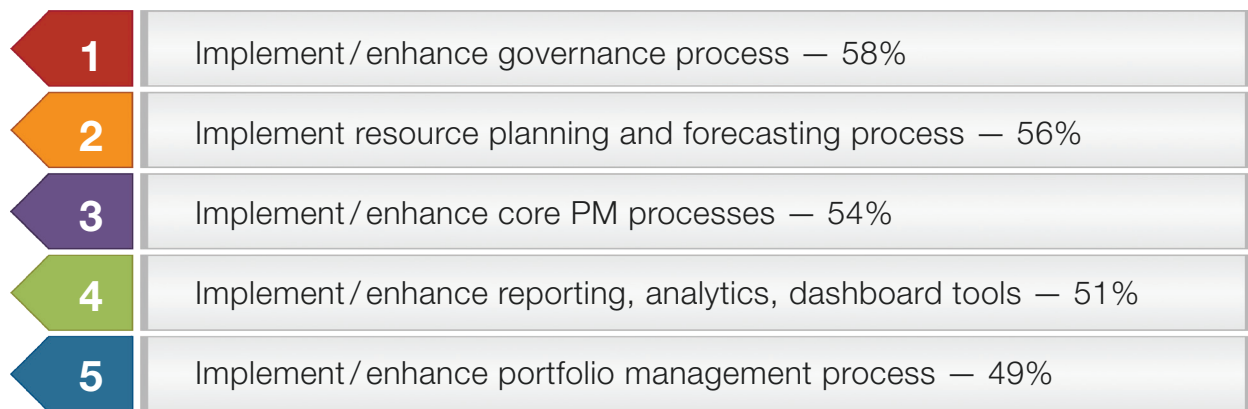 1 Implement / enhance governance process — 58%
2 Implement resource planning and forecasting process — 56%
3 Implement / enhance core PM processes — 54%
4 Implement / enhance reporting, analytics, dashboard tools — 51%
5 Implement / enhance portfolio management process — 49%